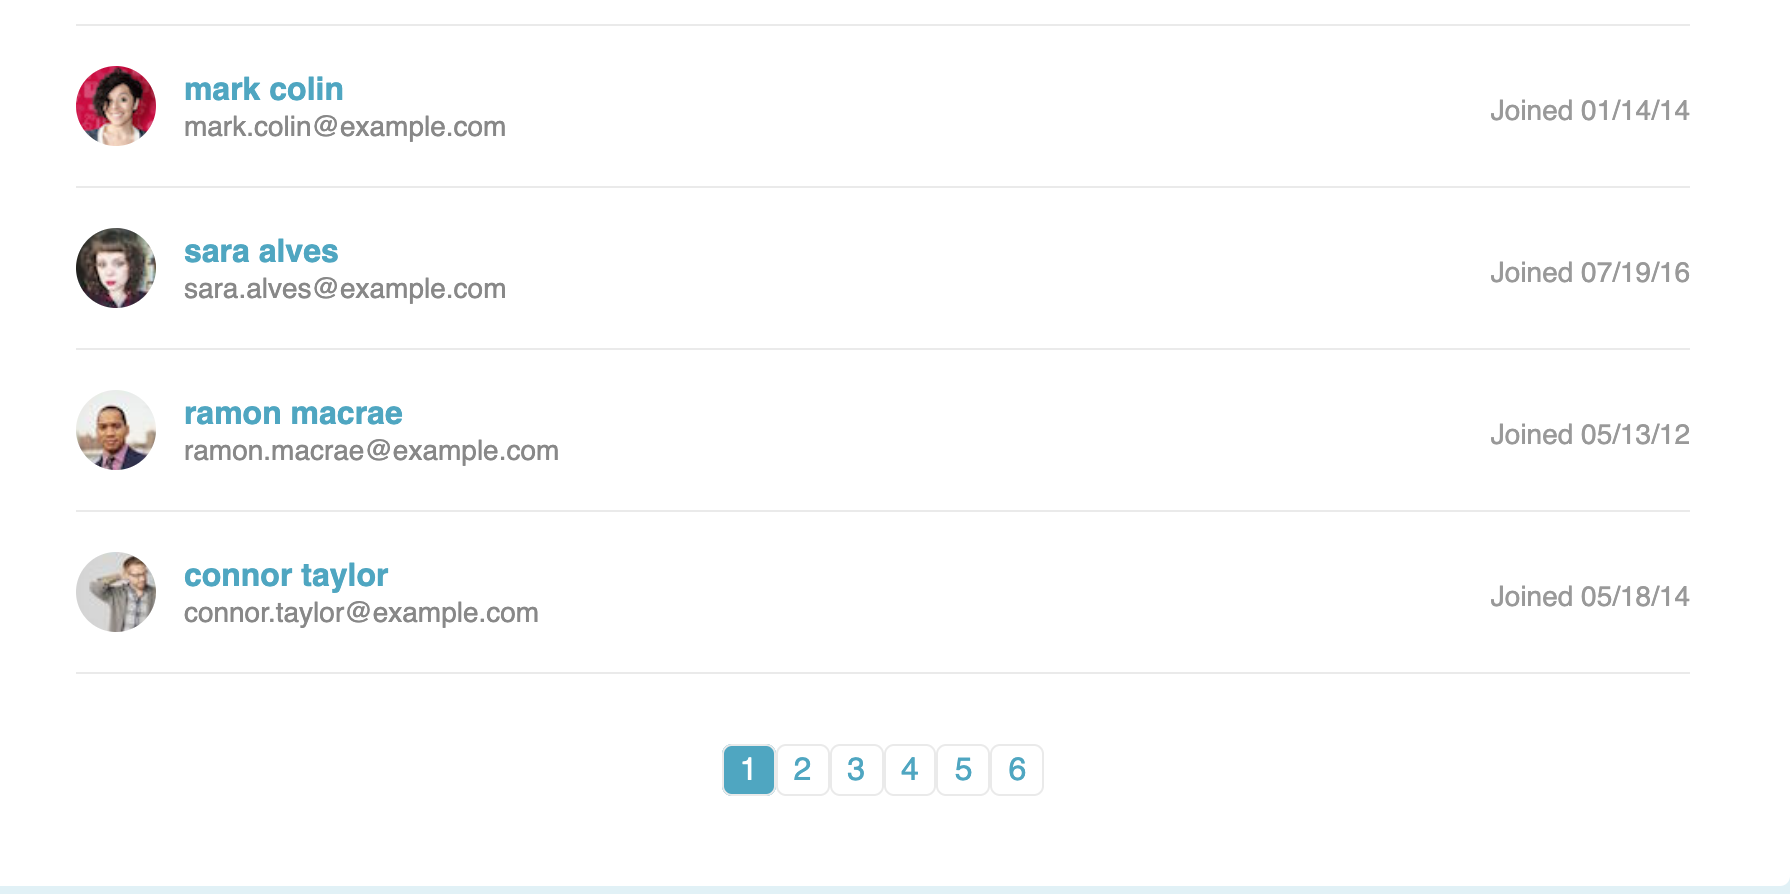 mark colin
mark.colin@example.com
Joined 01/14/14
sara alves
sara.alves@example.com
Joined 07/19/16
ramon macrae
ramon.macrae@example.com
Joined 05/13/12
connor taylor
connor.taylor@example.com
Joined 05/18/14
1 2 3 4 5 6